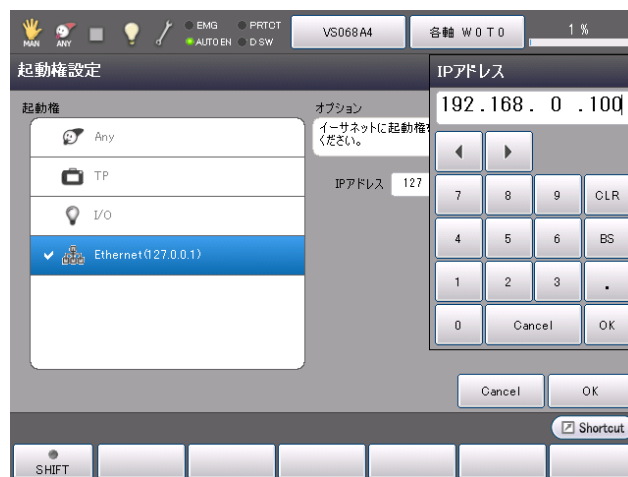 MAN
ANY
EMG
PRTCT
AUTO EN
D SW
VS068A4
各軸 W 0 T 0
1 %
起動権設定
IPアドレス
192 .168 . 0 .100
起動権
オプション
Any
イーサネットに起動権
ください。
TP
IPアドレス
127
I/O
Ethernet(127.0.0.1)
7
8
9
CLR
4
5
6
BS
1
2
3
.
0
Cancel
OK
Cancel
OK
Shortcut
SHIFT